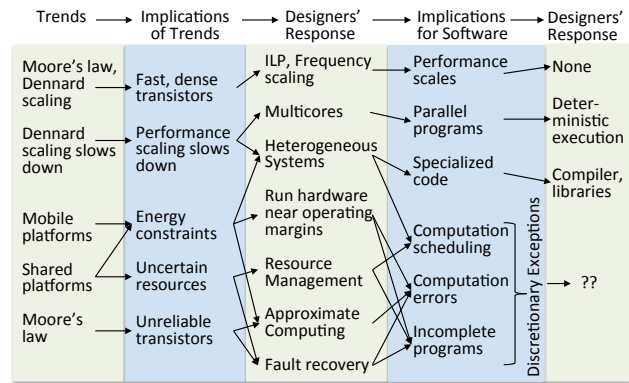 Trends
Implications
of Trends
Designers'
Response
Implications
for Software
Designers'
Response
Moore's law,
Dennard
scaling
Dennard
scaling slows
down
Mobile
platforms
Shared
platforms
Moore's
law
Fast, dense
transistors
Performance
scaling slows
down
Energy
constraints
Uncertain
resources
Unreliable
transistors
ILP, Frequency
scaling
Multicores
Heterogeneous
Systems
Run hardware
near operating
margins
Resource
Management
Approximate
Computing
Fault recovery
Performance
scales
Parallel
programs
Specialized
code
Computation
scheduling
Computation
errors
Incomplete
programs
Discretionary Exceptions
None
Deter-
ministic
execution
Compiler,
libraries
??